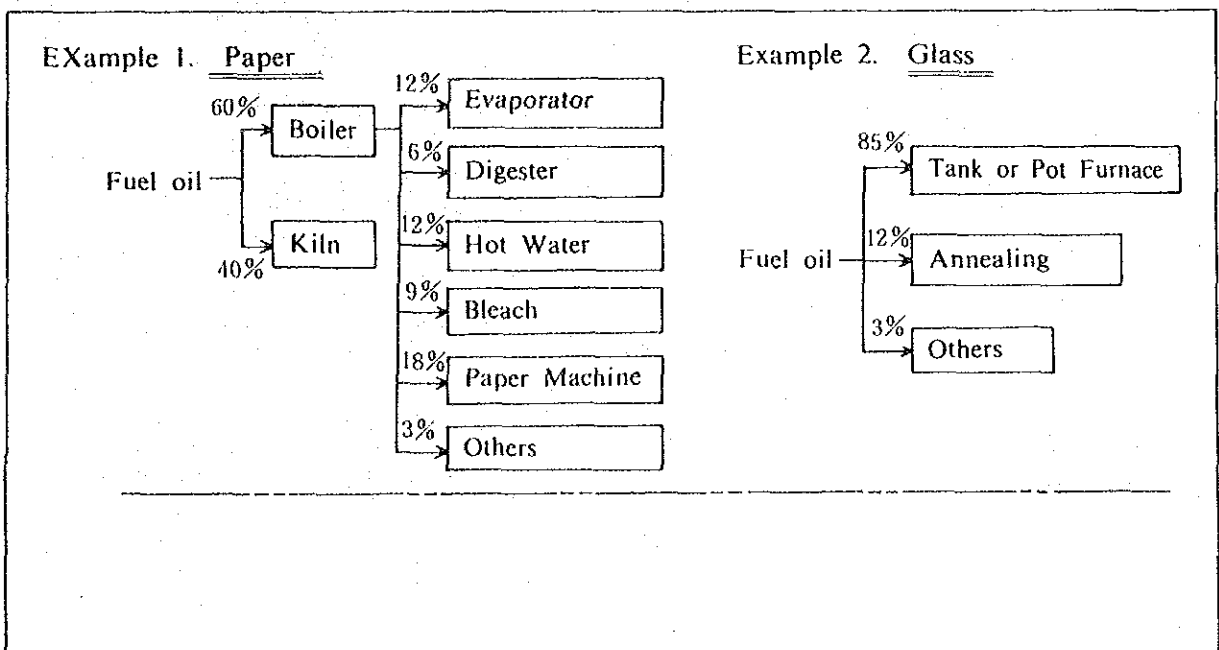 EXample 1. Paper
60%
Boiler
Fuel oil
Kiln
40%
12%
Evaporator
6%
Digester
12%
Hot Water
9%
Bleach
18%
Paper Machine
3%
Others
Example 2. Glass
85%
Tank or Pot Furnace
Fuel oil
12%
Annealing
3%
Others